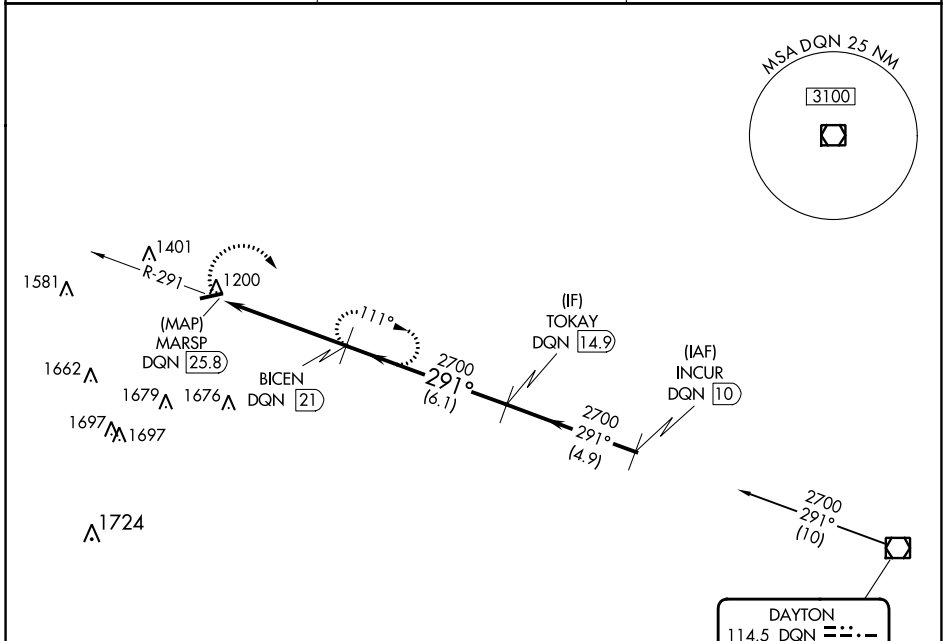 MSA DQN 25 NM
3100
1401
R-291
1581
1200
(MAP)
MARSP
DQN 25.8
111°
(IF)
TOKAY
DQN 14.9
(IAF)
INCUR
DQN 10
1662
BICEN
DQN 21
2700
291°
(6.1)
1679
1676
1697
1697
2700
291°
(4.9)
1724
2700
291°
(10)
DAYTON
114.5 DQN